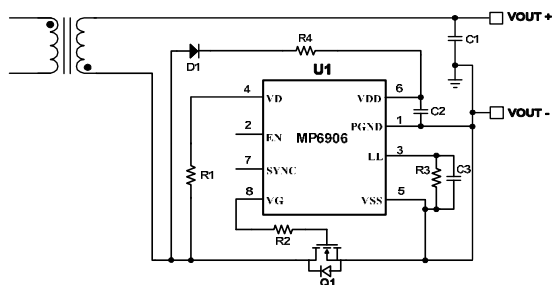 VOUT +
R4
C1
D1
U1
4
VD
VDD
6
C2
VOUT -
2
EN
MP6906
PGND
1
LL
3
7
SYNC
R1
R3
C3
8
VG
VSS
5
R2
Q1